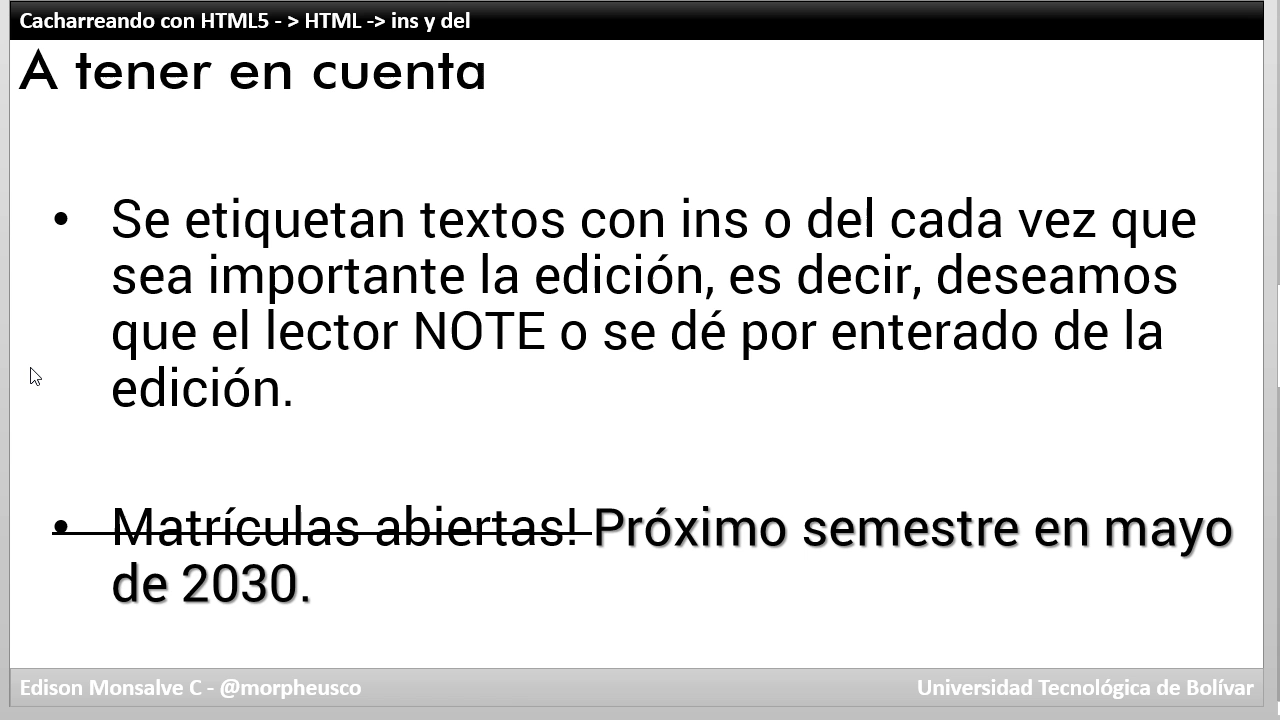 Cacharreando con HTML5 - > HTML -> ins y del
A tener en cuenta
• Se etiquetan textos con ins o del cada vez que
sea importante la edición, es decir, deseamos
que el lector NOTE o se dé por enterado de la
edición.
• Matrículas abiertas! Próximo semestre en mayo
de 2030.
Edison Monsalve C - @morpheusco
Universidad Tecnológica de Bolívar